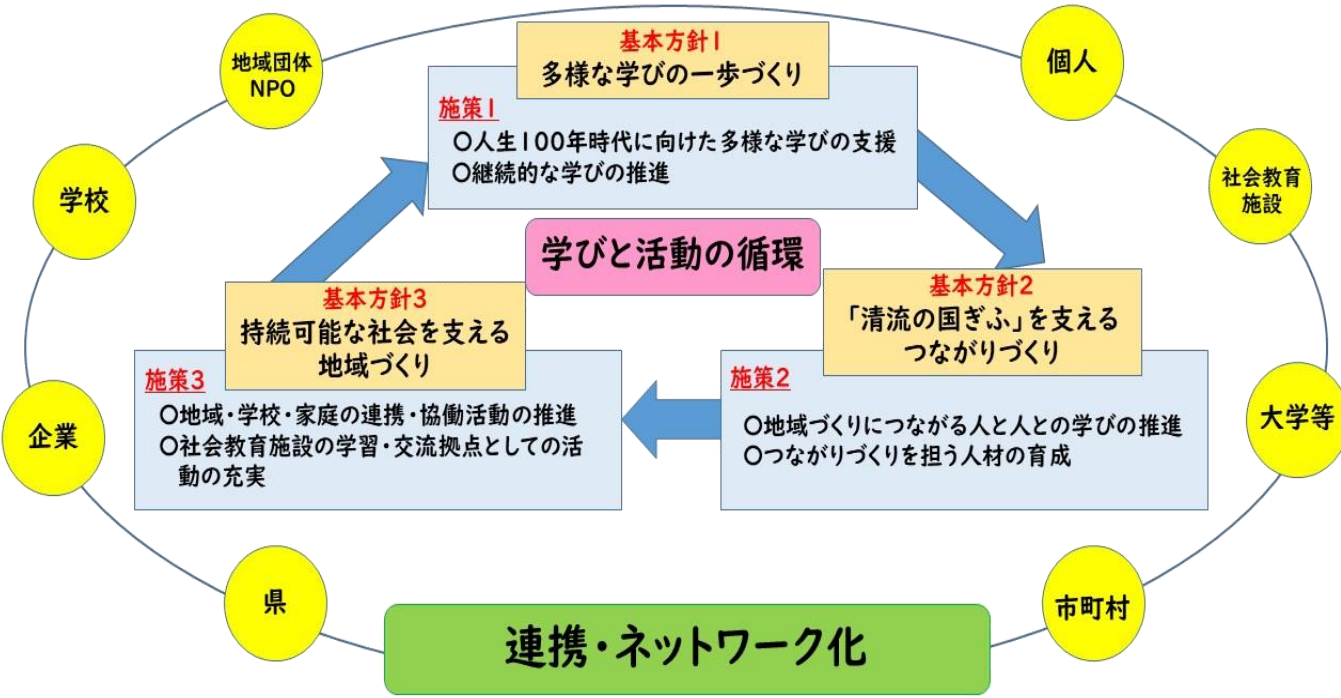 基本方針1
多様な学びの一歩づくり
施策1
〇人生100年時代に向けた多様な学びの支援
〇継続的な学びの推進
学びと活動の循環
基本方針2
「清流の国ぎふ」を支える
つながりづくり
施策2
〇地域づくりにつながる人と人との学びの推進
〇つながりづくりを担う人材の育成
基本方針3
持続可能な社会を支える
地域づくり
施策3
〇地域・学校・家庭の連携・協働活動の推進
〇社会教育施設の学習・交流拠点としての活
動の充実
地域団体
NPO
個人
学校
社会教育
施設
企業
大学等
県
市町村
連携・ネットワーク化